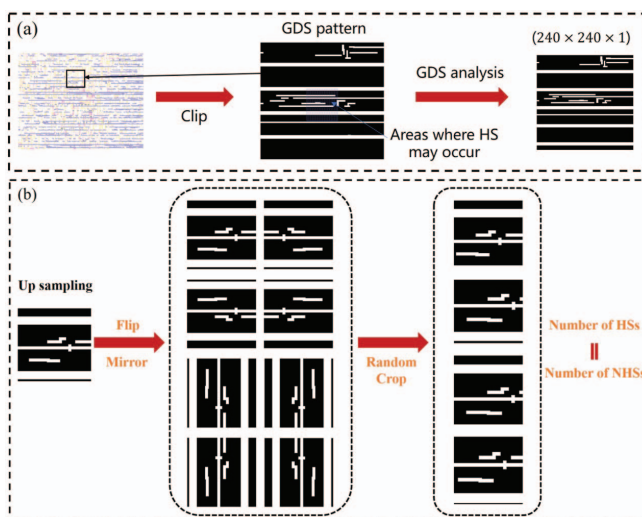 (a)
GDS pattern
(240 × 240 × 1)
GDS analysis
Clip
Areas where HS
may occur
(b)
Up sampling
Flip
Mirror
Random
Crop
Number of HSs
=
Number of NHSs